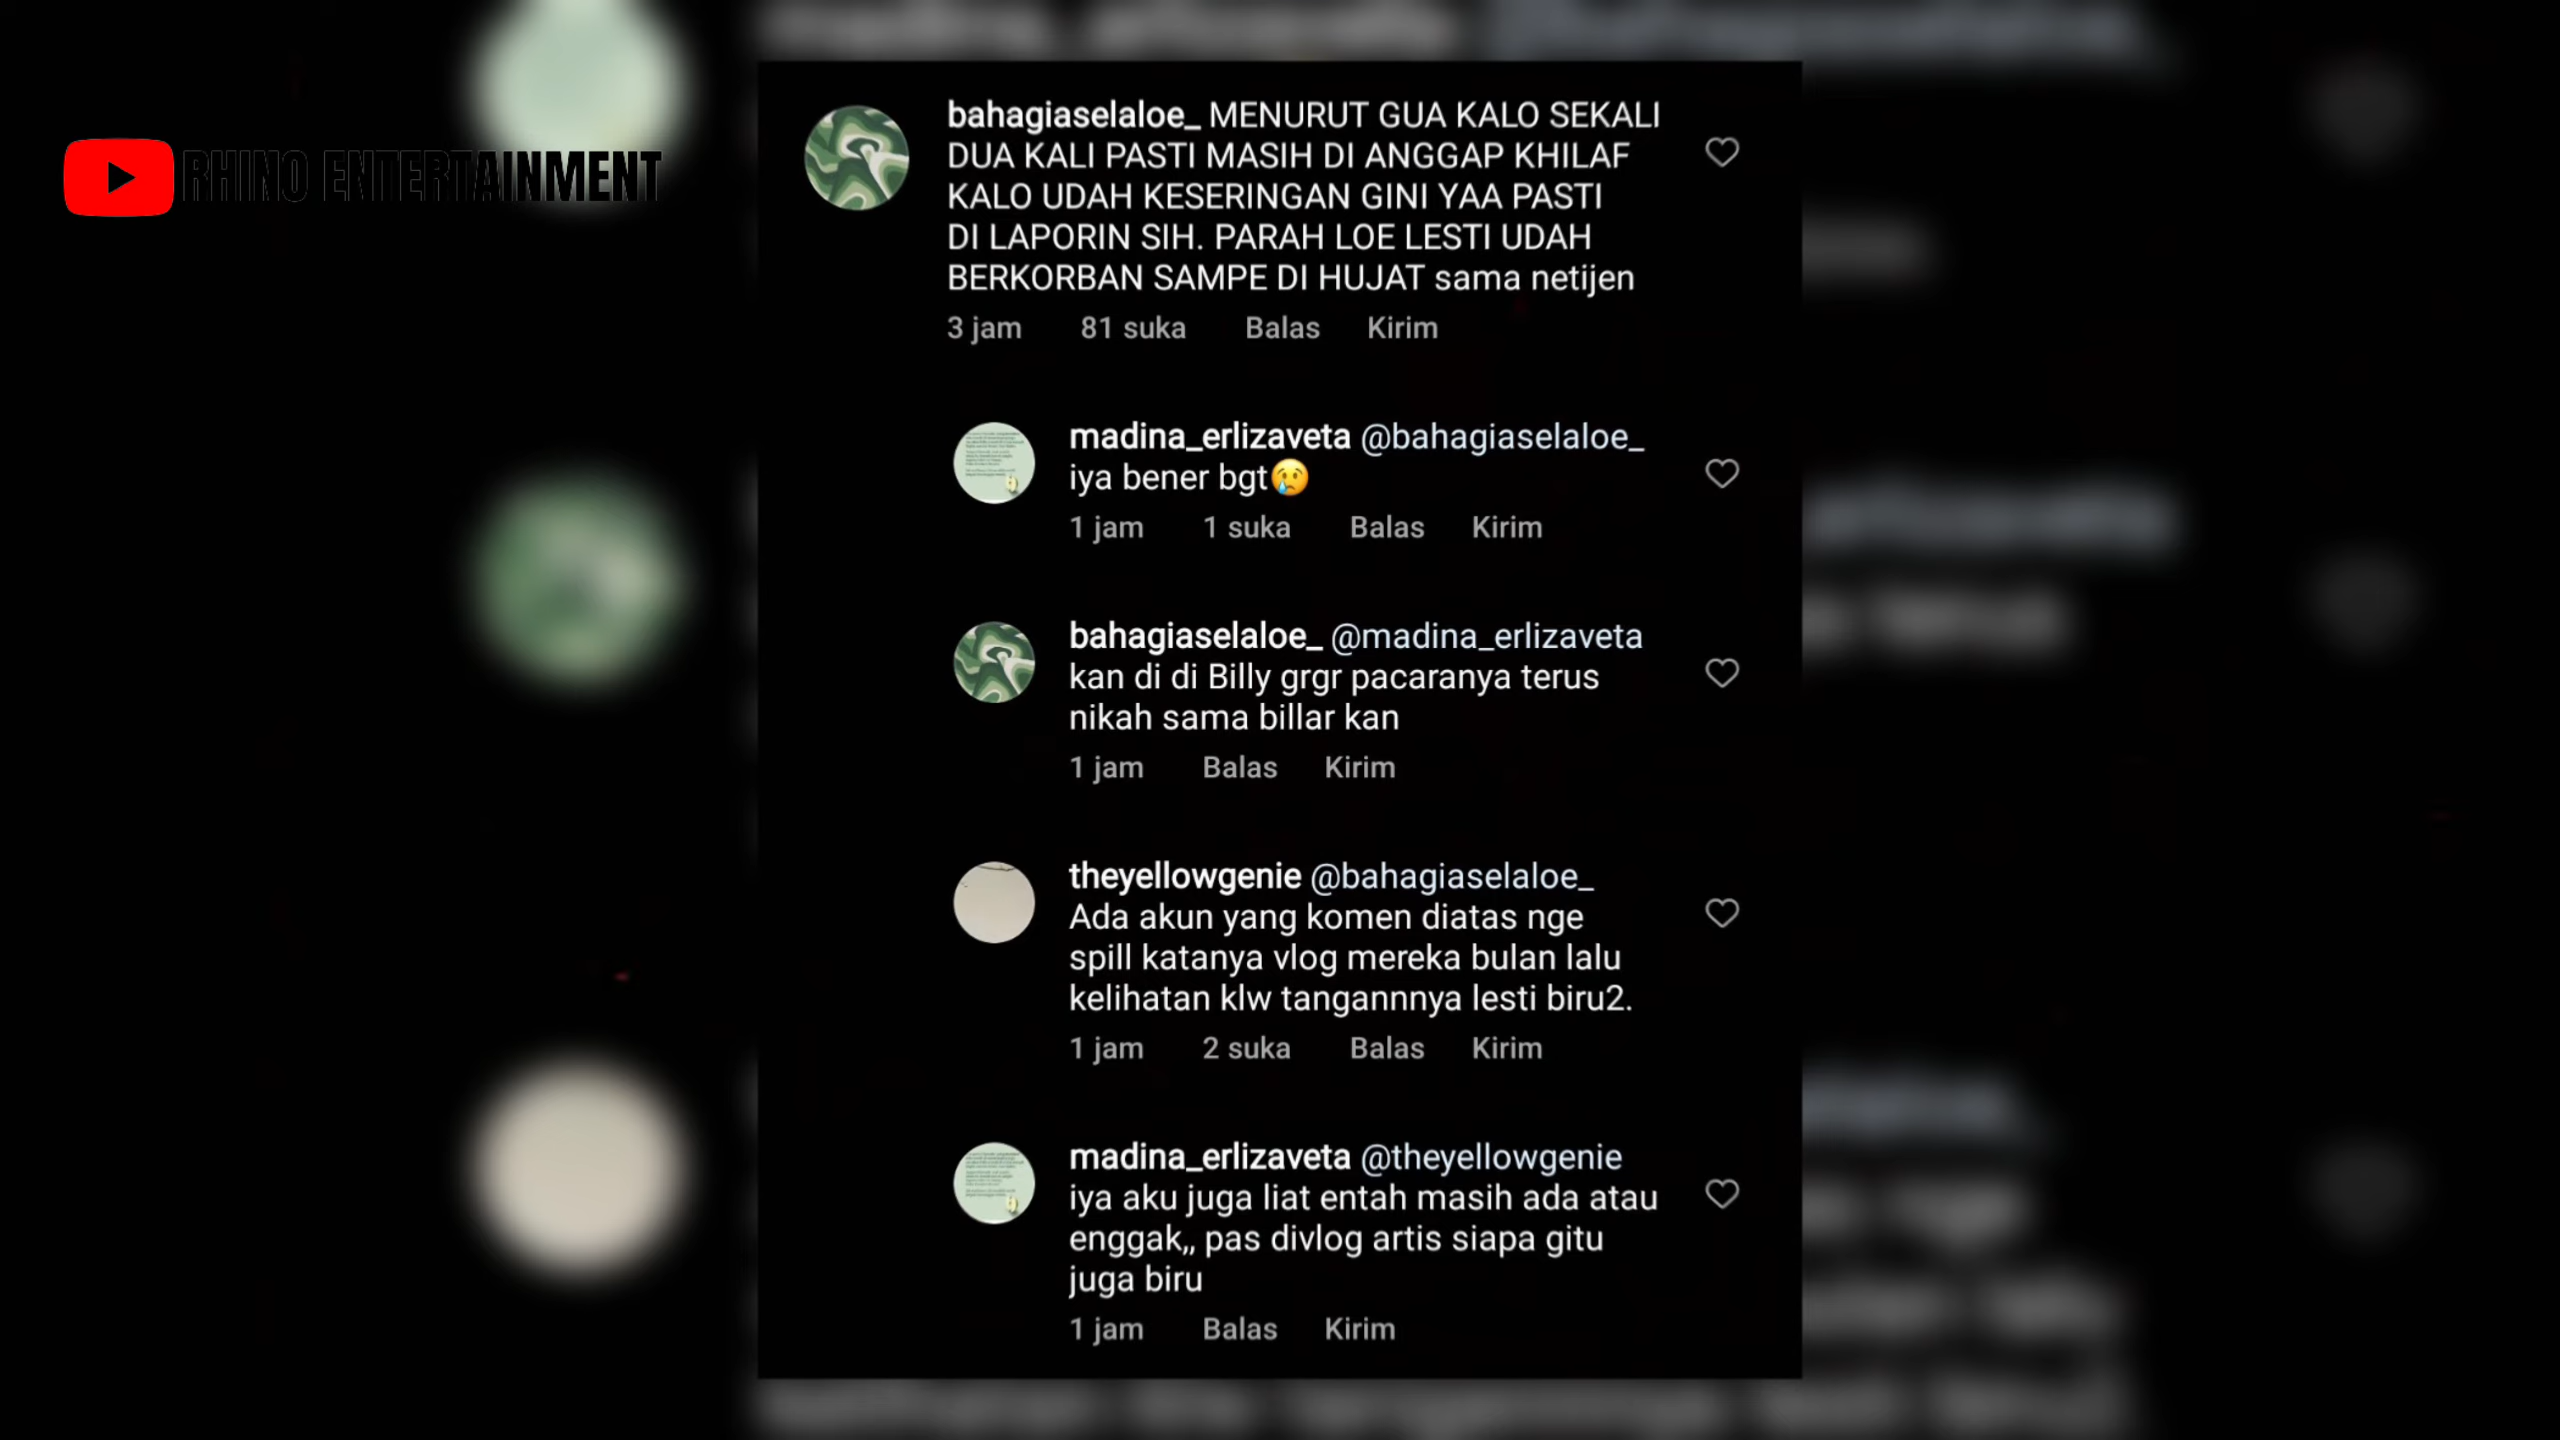 RHINO ENTERTAINMENT
bahagiaselaloe_ MENURUT GUA KALO SEKALI
DUA KALI PASTI MASIH DI ANGGAP KHILAF
KALO UDAH KESERINGAN GINI YAA PASTI
DI LAPORIN SIH. PARAH LOE LESTI UDAH
BERKORBAN SAMPE DI HUJAT sama netijen
3 jam 81 suka Balas Kirim
madina_erlizaveta @bahagiaselaloe_
iya bener bgt😢
1 jam 1 suka Balas Kirim
bahagiaselaloe_ @madina_erlizaveta
kan di di Billy grgr pacaranya terus
nikah sama billar kan
1 jam Balas Kirim
theyellowgenie @bahagiaselaloe_
Ada akun yang komen diatas nge
spill katanya vlog mereka bulan lalu
kelihatan klw tangannnya lesti biru2.
1 jam 2 suka Balas Kirim
madina_erlizaveta @theyellowgenie
iya aku juga liat entah masih ada atau
enggak,, pas divlog artis siapa gitu
juga biru
1 jam Balas Kirim